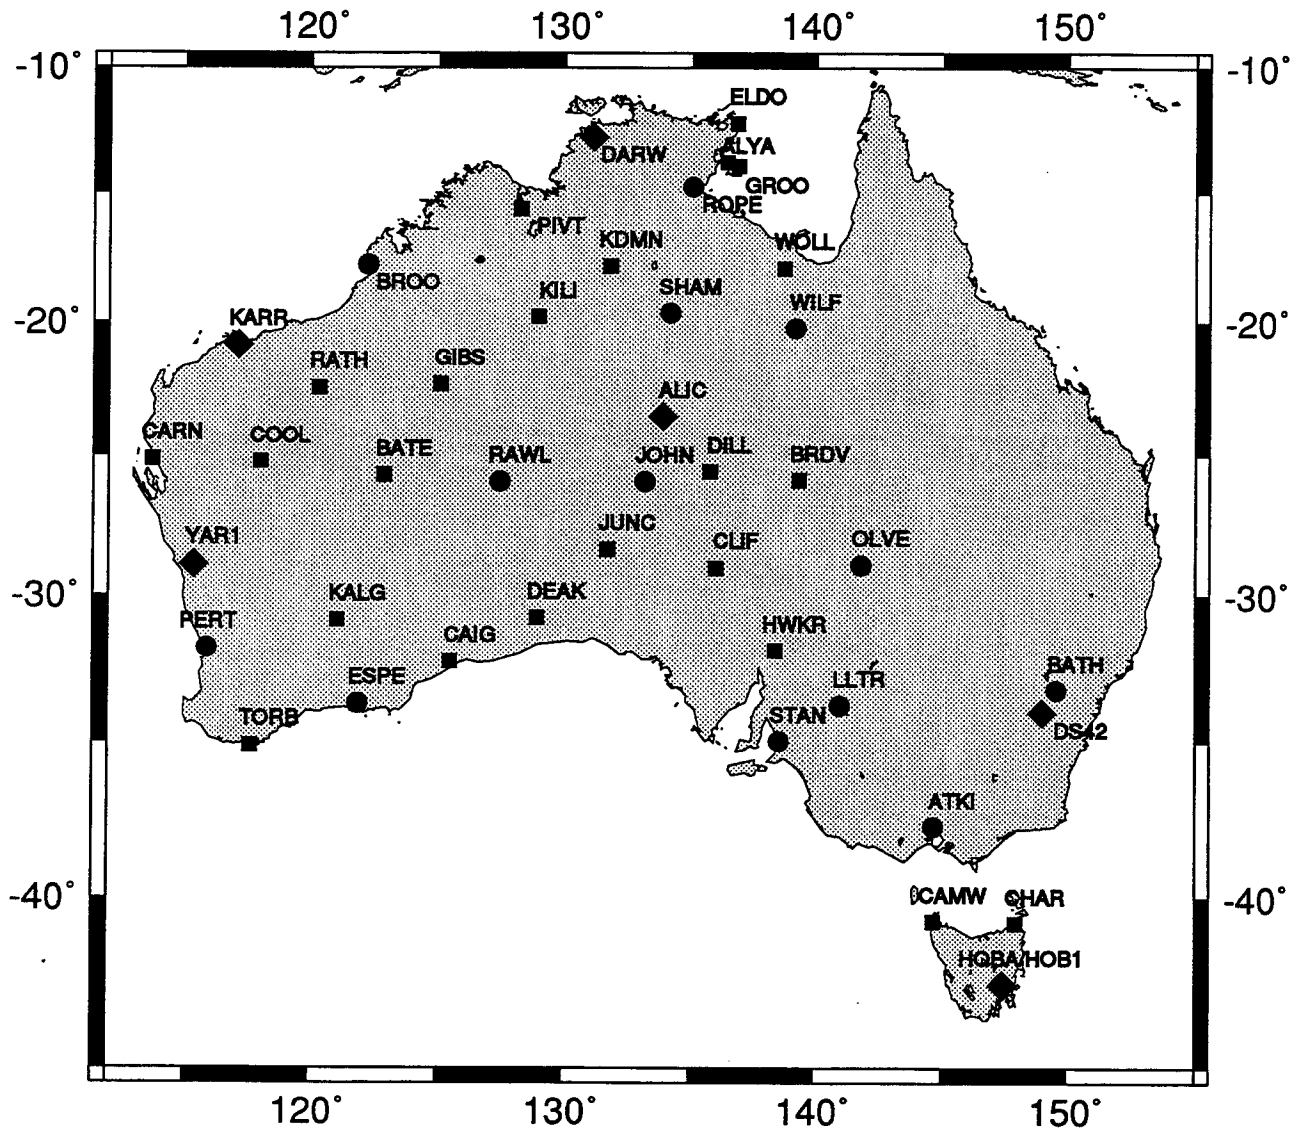 120° 130° 140° 150°
-10° -10°
ELDO
ALYA
DARW
GROO
ROPE
PIVT
KDMN WOLL
BROO
KILI SHAM WILF
KARR
-20° -20°
RATH GIBS
ALIC
CARN COOL BATE RAWL JOHN DILL BRDV
YAR1 JUNC CLIF OLVE
-30° KALG DEAK -30°
PERT CAIG HWKR
ESPE LLTR BATH
TORB STAN DS42
ATKI
-40° CAMW CHAR -40°
HOBA/HOB1
120° 130° 140° 150°